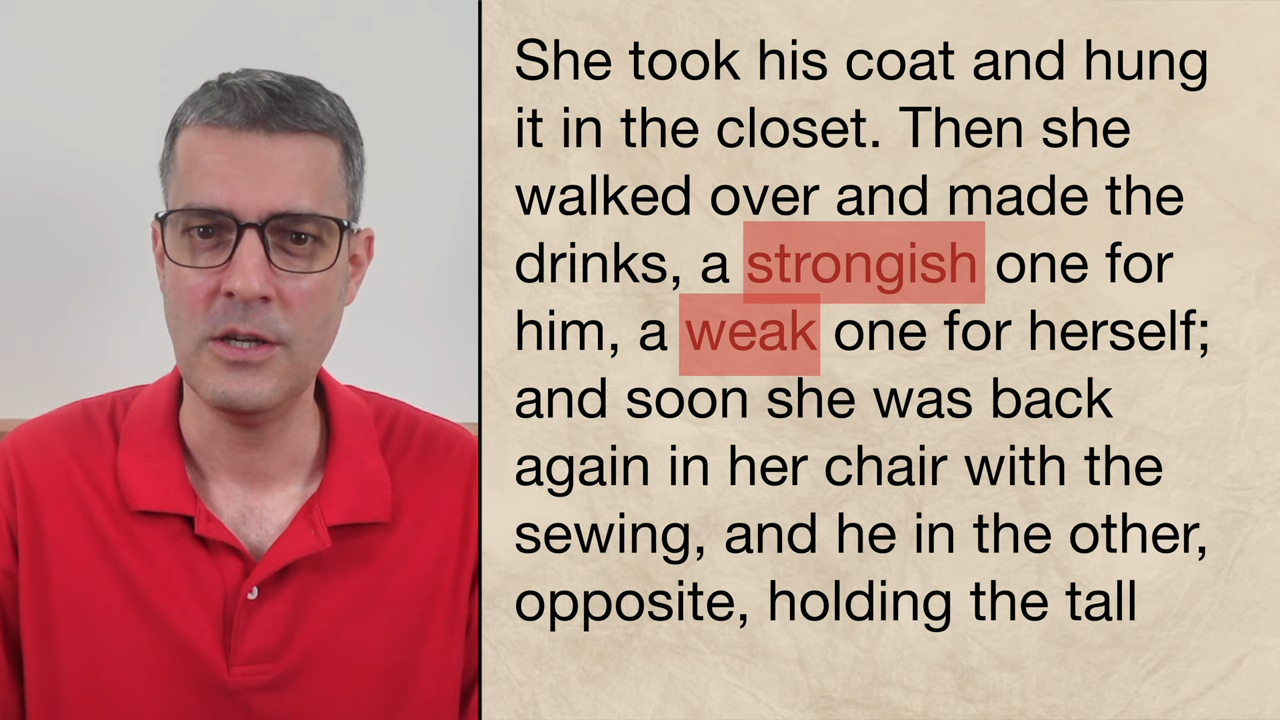 She took his coat and hung
it in the closet. Then she
walked over and made the
drinks, a strongish one for
him, a weak one for herself;
and soon she was back
again in her chair with the
sewing, and he in the other,
opposite, holding the tall